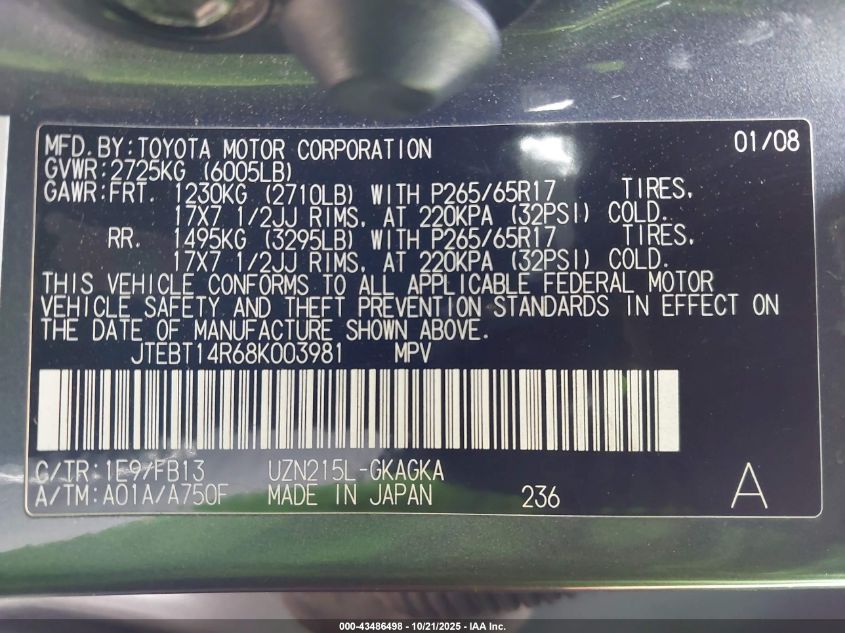 MFD.BY:TOYOTA MOTOR CORPORATION 01/08
GVWR:2725KG (6005LB)
GAWR:FRT. 1230KG (2710LB) WITH P265/65R17 TIRES,
17X7 1/2JJ RIMS, AT 220KPA (32PSI) COLD.
RR. 1495KG (3295LB) WITH P265/65R17 TIRES,
17X7 1/2JJ RIMS, AT 220KPA (32PSI) COLD.
THIS VEHICLE CONFORMS TO ALL APPLICABLE FEDERAL MOTOR
VEHICLE SAFETY AND THEFT PREVENTION STANDARDS IN EFFECT ON
THE DATE OF MANUFACTURE SHOWN ABOVE.
JTEBT14R68K003981 MPV
C/TR:1E9/FB13 UZN215L-GKAGKA
A/TM:A01A/A750F MADE IN JAPAN 236 A
000-43486498 - 10/21/2025 - IAA Inc.